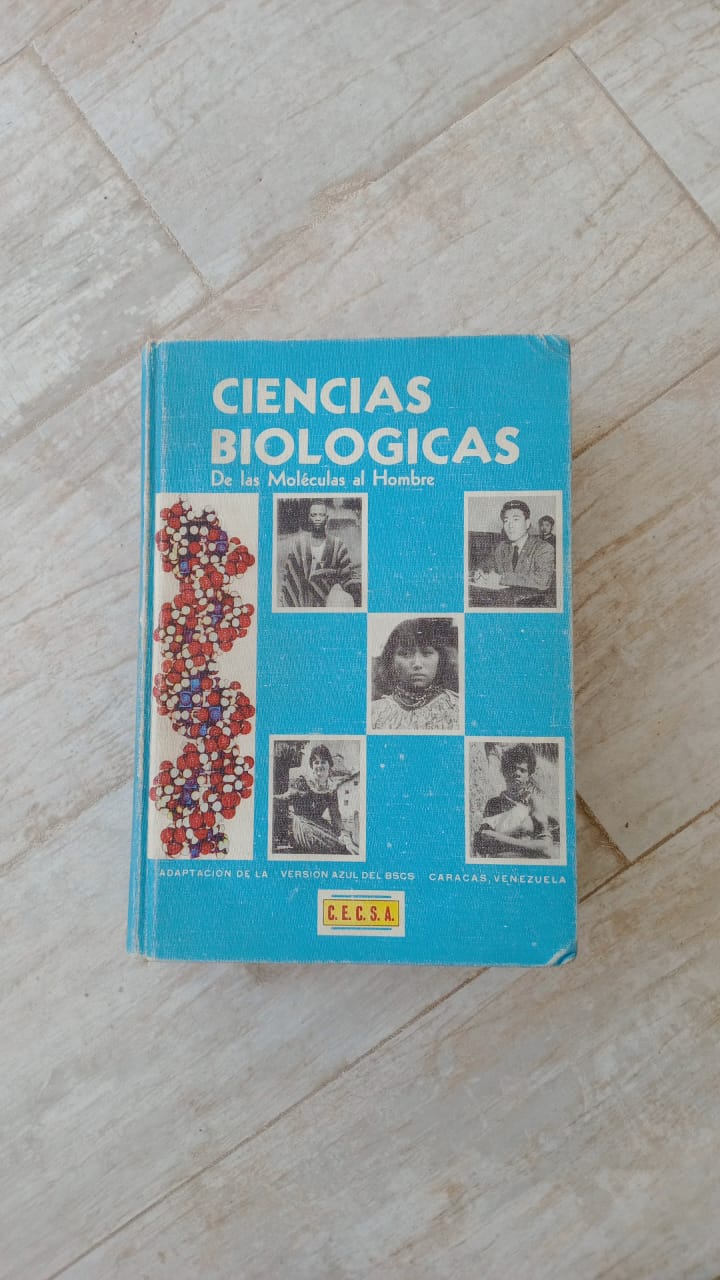 CIENCIAS
BIOLOGICAS
De las Moléculas al Hombre
ADAPTACION DE LA VERSION AZUL DEL BSCS CARACAS, VENEZUELA
C. E. C. S. A.